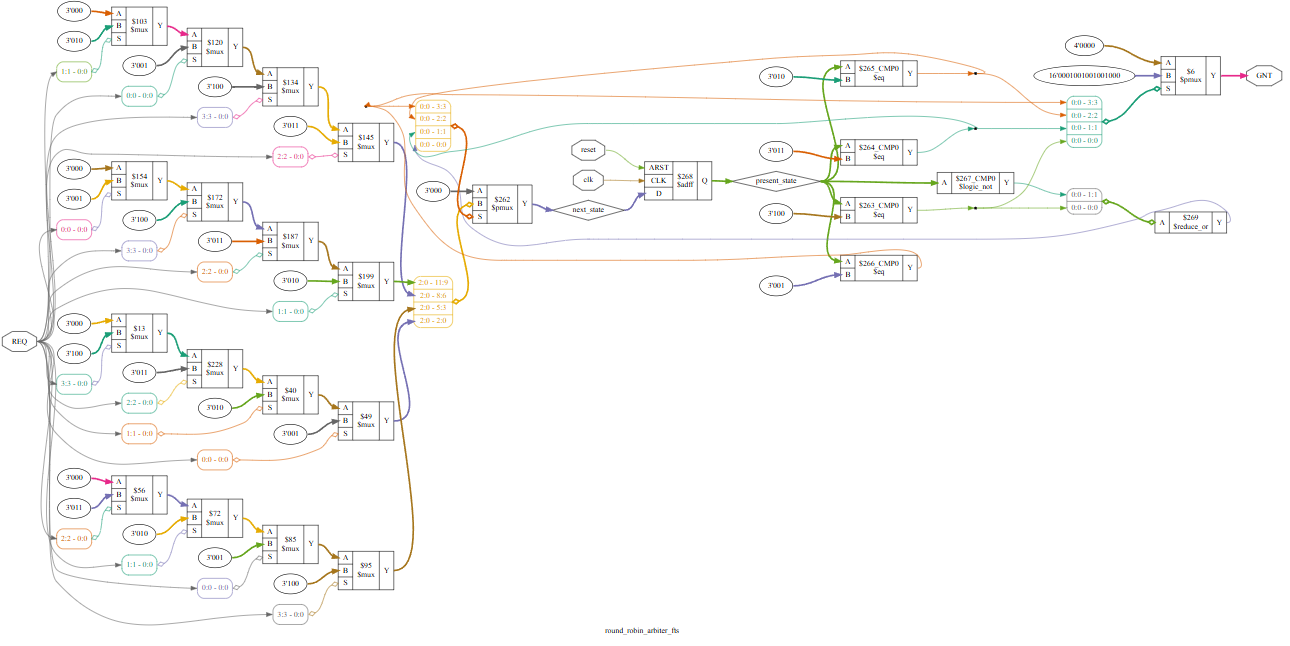 3'000
3'010
1:1 - 0:0
A
B
S
$103
$mux
Y
3'001
0:0 - 0:0
A
B
S
$120
$mux
Y
3'100
3:3 - 0:0
A
B
S
$134
$mux
Y
3'011
2:2 - 0:0
A
B
S
$145
$mux
Y
3'000
3'001
0:0 - 0:0
A
B
S
$154
$mux
Y
3'100
3:3 - 0:0
A
B
S
$172
$mux
Y
3'011
2:2 - 0:0
A
B
S
$187
$mux
Y
3'010
1:1 - 0:0
A
B
S
$199
$mux
Y
REQ
3'000
3'100
3:3 - 0:0
A
B
S
$13
$mux
Y
3'011
2:2 - 0:0
A
B
S
$228
$mux
Y
3'010
1:1 - 0:0
A
B
S
$40
$mux
Y
3'001
0:0 - 0:0
A
B
S
$49
$mux
Y
3'000
3'011
2:2 - 0:0
A
B
S
$56
$mux
Y
3'010
1:1 - 0:0
A
B
S
$72
$mux
Y
3'001
0:0 - 0:0
A
B
S
$85
$mux
Y
3'100
3:3 - 0:0
A
B
S
$95
$mux
Y
0:0 - 3:3
0:0 - 2:2
0:0 - 1:1
0:0 - 0:0
2:0 - 11:9
2:0 - 8:6
2:0 - 5:3
2:0 - 2:0
3'000
A
B
S
$262
$pmux
Y
next_state
reset
clk
ARST
CLK
D
$268
$adff
Q
present_state
3'010
A
B
$265_CMP0
$eq
Y
3'011
A
B
$264_CMP0
$eq
Y
3'100
A
B
$263_CMP0
$eq
Y
3'001
A
B
$266_CMP0
$eq
Y
A
$267_CMP0
$logic_not
Y
0:0 - 3:3
0:0 - 2:2
0:0 - 1:1
0:0 - 0:0
0:0 - 1:1
0:0 - 0:0
A
$269
$reduce_or
Y
4'0000
16'0001001001001000
A
B
S
$6
$pmux
Y
GNT
round_robin_arbiter_fts